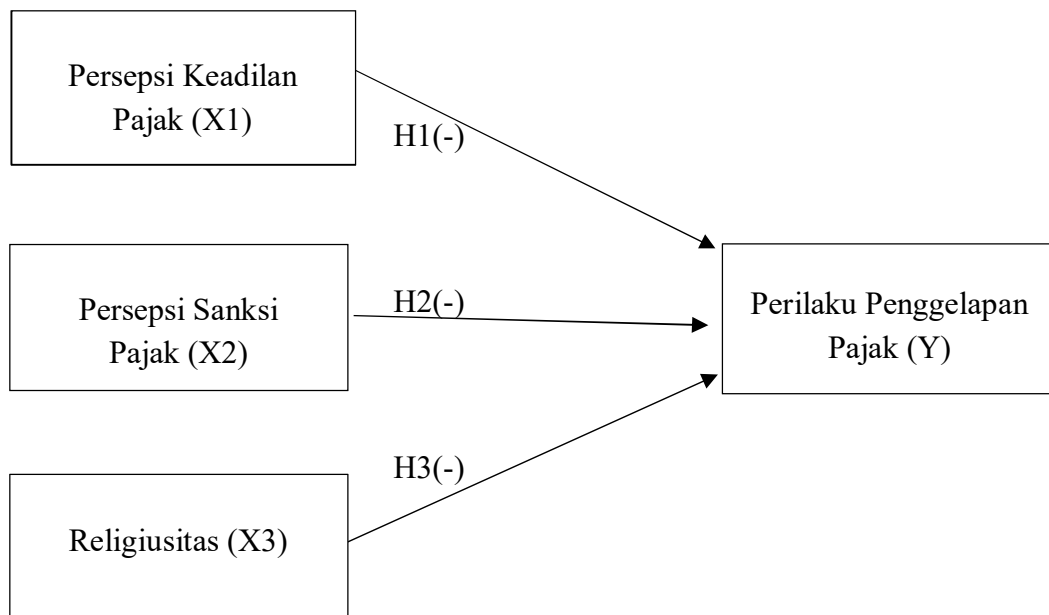 Persepsi Keadilan
Pajak (X1)
H1(-)
Persepsi Sanksi
Pajak (X2)
H2(-)
Perilaku Penggelapan
Pajak (Y)
H3(-)
Religiusitas (X3)